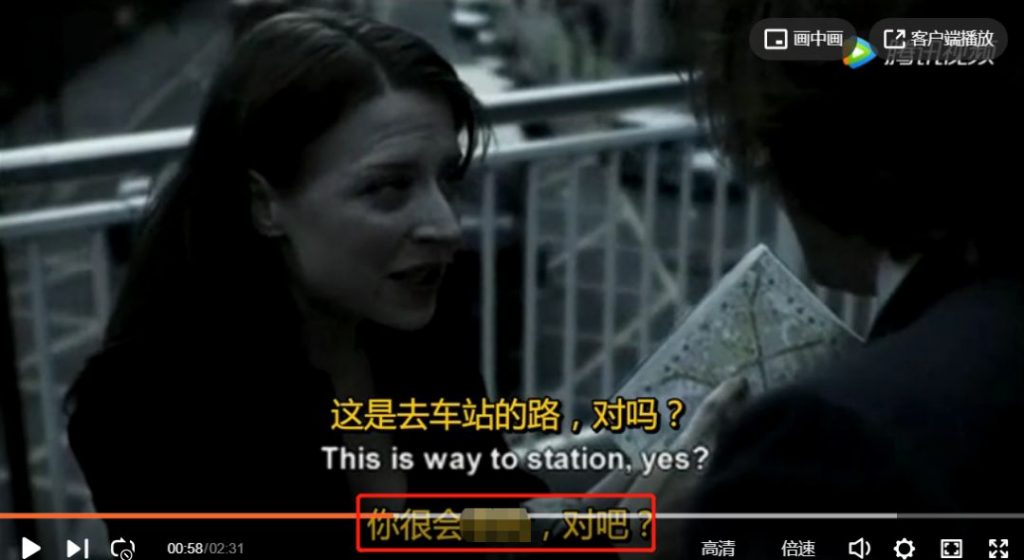 画中画
客户端播放
腾讯视频
这是去车站的路，对吗？
This is way to station, yes?
你很会，对吧？
00:58/02:31
高清
倍速